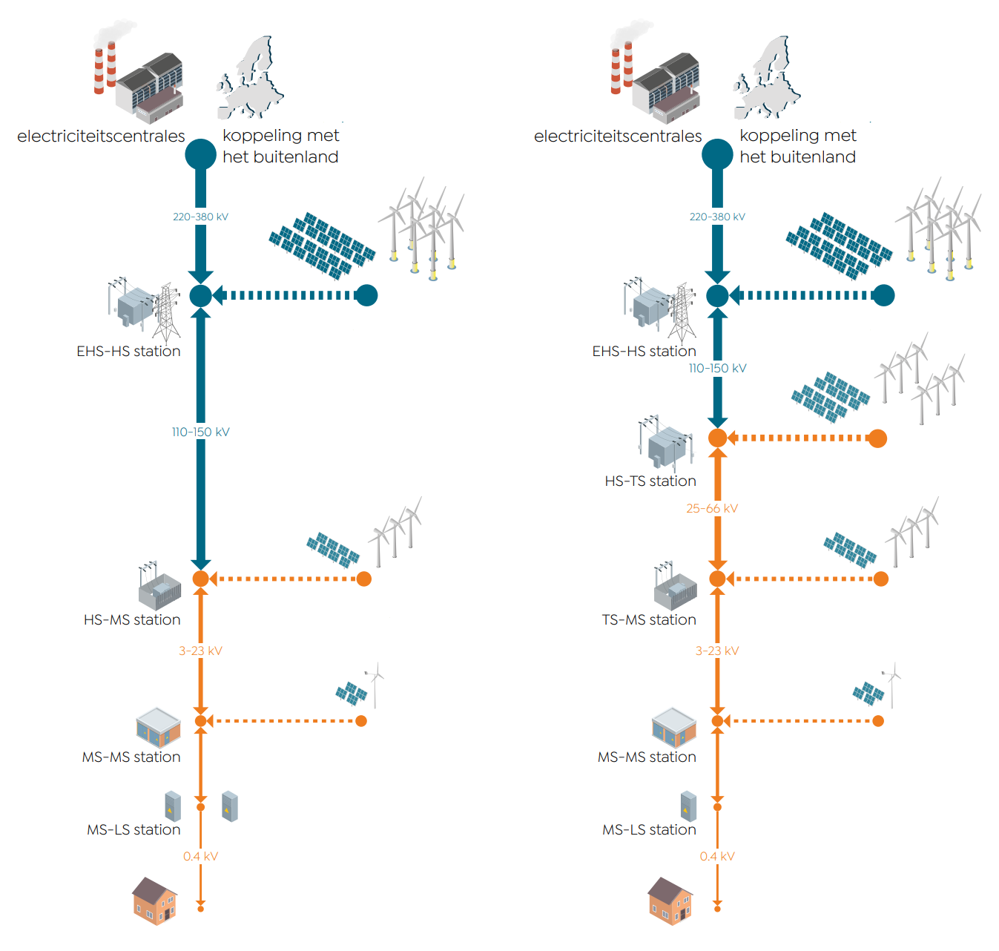 electriciteitscentrales
koppeling met
het buitenland
220-380 kV
EHS-HS station
110-150 kV
HS-MS station
3-23 kV
MS-MS station
MS-LS station
0.4 kV
electriciteitscentrales
koppeling met
het buitenland
220-380 kV
EHS-HS station
110-150 kV
HS-TS station
25-66 kV
TS-MS station
3-23 kV
MS-MS station
MS-LS station
0.4 kV